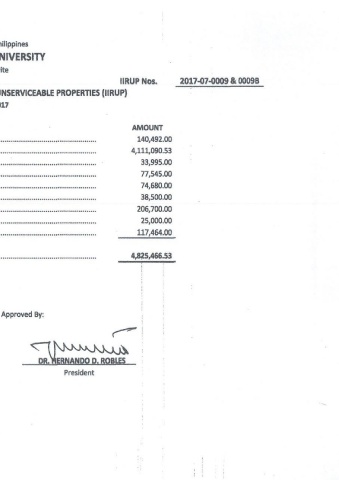 hilippines
NIVERSITY
ite
IIRUP Nos. 2017-07-0009 & 0009B
NSERVICEABLE PROPERTIES (IIRUP)
017
AMOUNT
140,492.00
4,111,090.53
33,995.00
77,545.00
74,680.00
38,500.00
206,700.00
25,000.00
117,464.00
4,825,466.53
Approved By:
DR. HERNANDO D. ROBLES
President